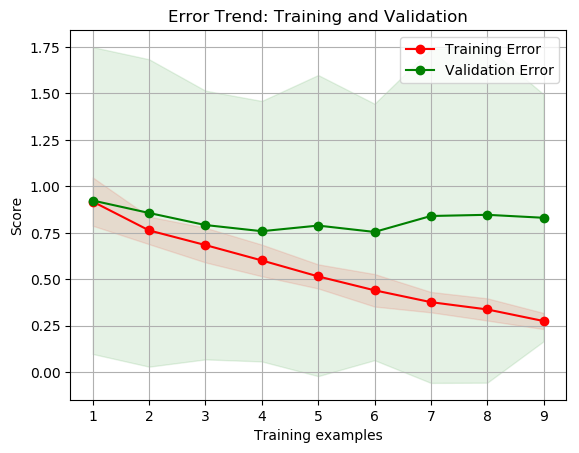 Error Trend: Training and Validation
Training Error
Validation Error
1.75
1.50
1.25
1.00
0.75
0.50
0.25
0.00
Score
1 2 3 4 5 6 7 8 9
Training examples